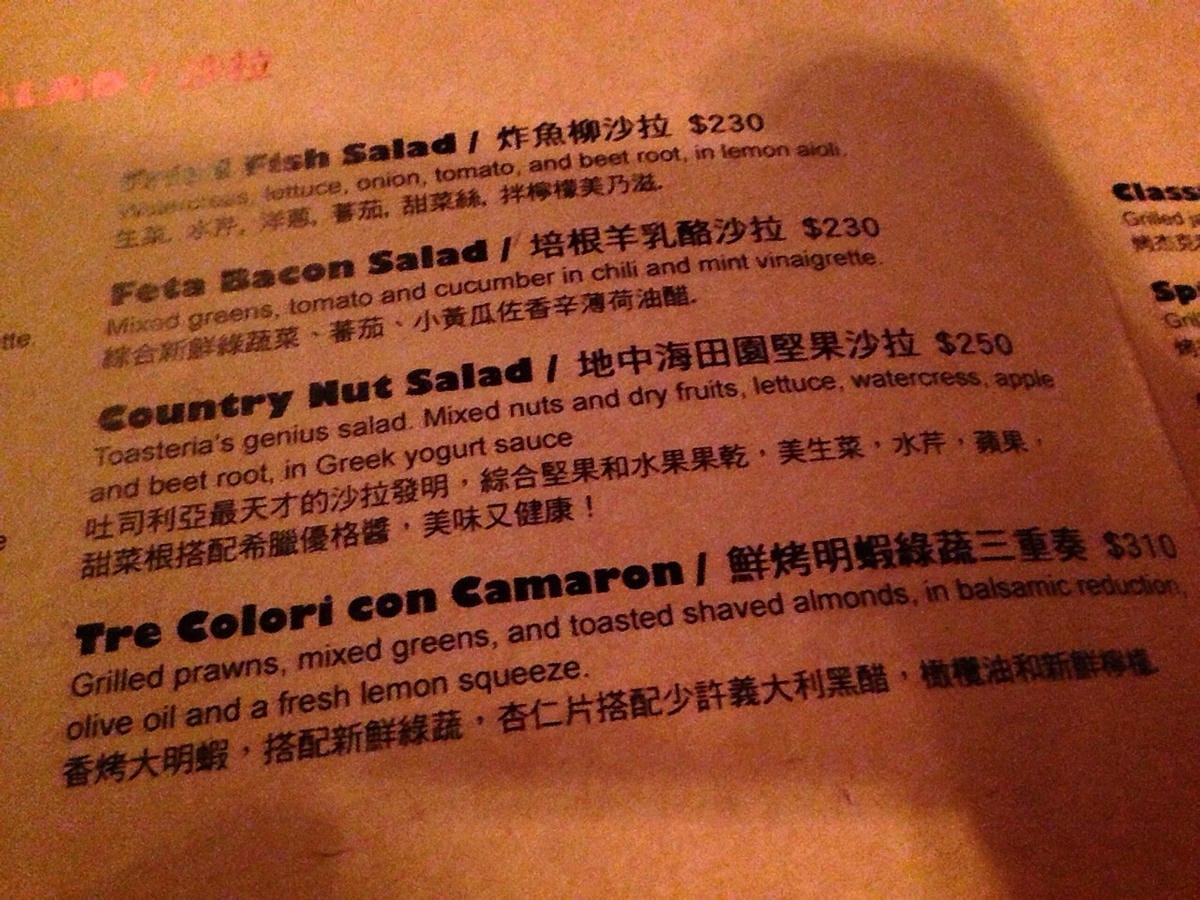 / 沙拉
Fried Fish Salad / 炸魚柳沙拉 $230
Watercress, lettuce, onion, tomato, and beet root, in lemon aioli.
生菜, 水芹, 洋蔥, 蕃茄, 甜菜絲, 拌檸檬美乃滋.
Feta Bacon Salad / 培根羊乳酪沙拉 $230
Mixed greens, tomato and cucumber in chili and mint vinaigrette.
綜合新鮮綠蔬菜、蕃茄、小黃瓜佐香辛薄荷油醋.
Country Nut Salad / 地中海田園堅果沙拉 $250
Toasteria's genius salad. Mixed nuts and dry fruits, lettuce, watercress, apple
and beet root, in Greek yogurt sauce
吐司利亞最天才的沙拉發明，綜合堅果和水果果乾，美生菜，水芹，蘋果，
甜菜根搭配希臘優格醬，美味又健康！
Tre Colori con Camaron / 鮮烤明蝦綠蔬三重奏 $310
Grilled prawns, mixed greens, and toasted shaved almonds, in balsamic reduction,
olive oil and a fresh lemon squeeze.
香烤大明蝦，搭配新鮮綠蔬，杏仁片搭配少許義大利黑醋，橄欖油和新鮮檸檬.
tte
e
Class
Grilled
烤杰克
Sp
Gril
烤